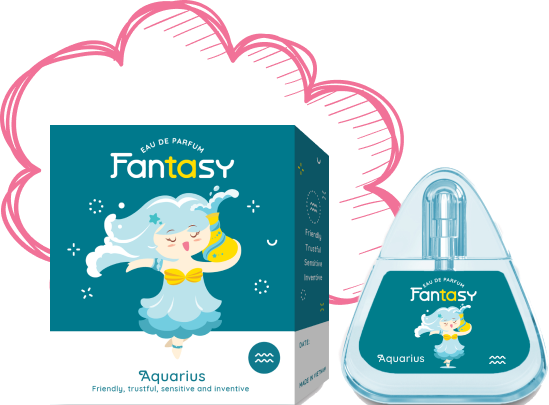 EAU DE PARFUM
Fantasy
Aquarius
Friendly, trustful, sensitive and inventive
Friendly
Trustful
Sensitive
Inventive
DATE:
MADE IN VIETNAM
EAU DE PARFUM
Fantasy
Aquarius